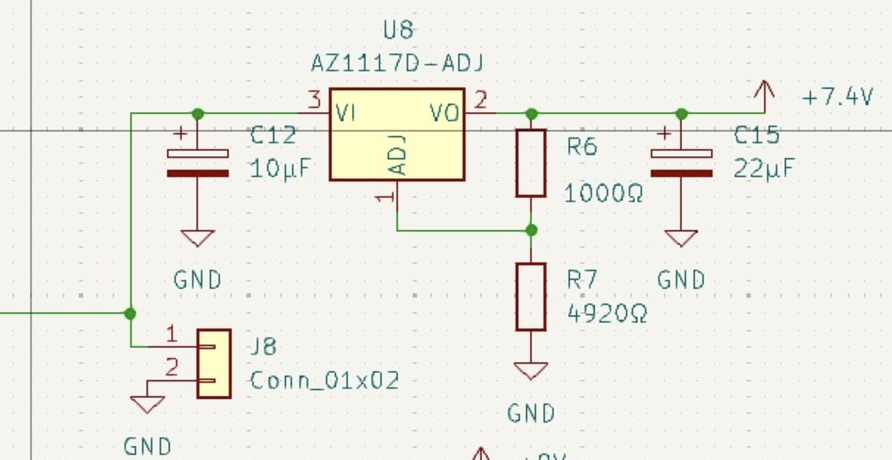 U8
AZ1117D-ADJ
3
VI
VO
2
+7.4V
ADJ
1
C12
10µF
+
R6
1000Ω
+
C15
22µF
GND
R7
4920Ω
GND
1
2
J8
Conn_01x02
GND
GND